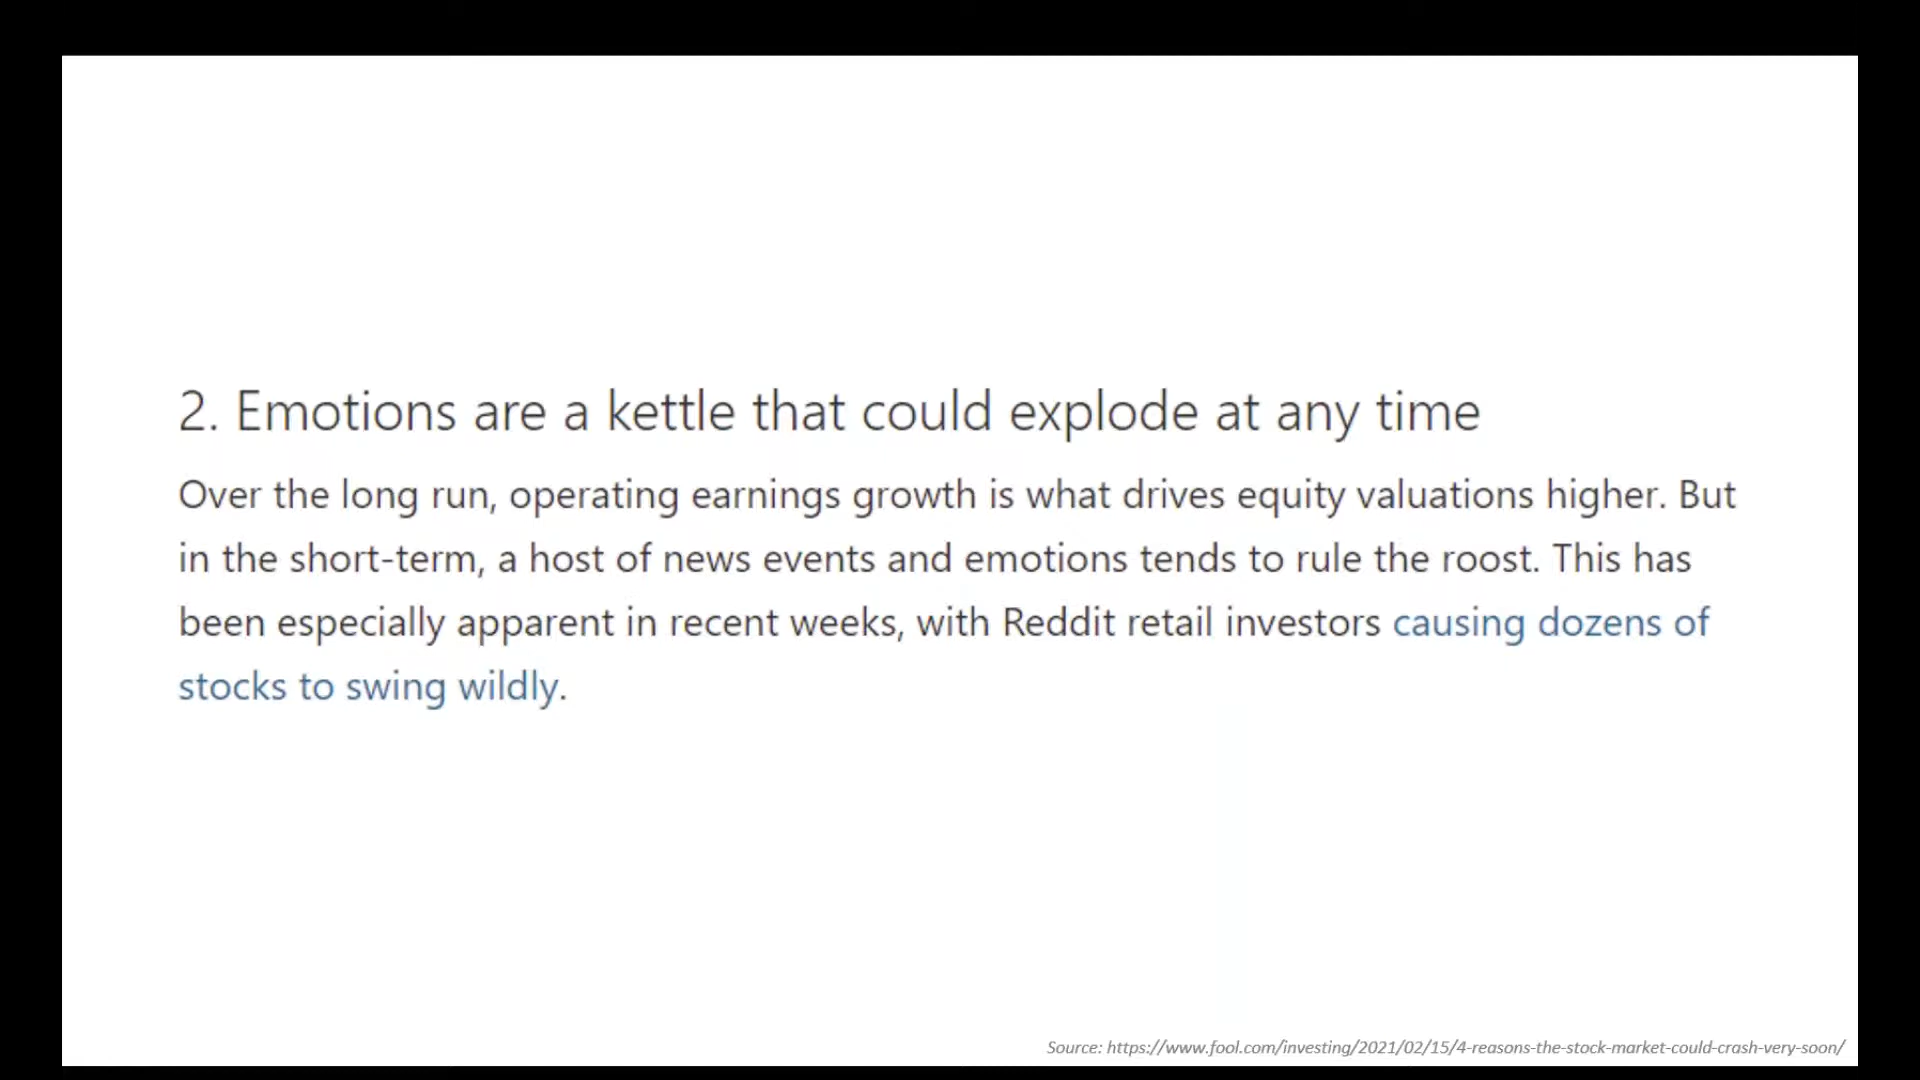 2. Emotions are a kettle that could explode at any time
Over the long run, operating earnings growth is what drives equity valuations higher. But
in the short-term, a host of news events and emotions tends to rule the roost. This has
been especially apparent in recent weeks, with Reddit retail investors causing dozens of
stocks to swing wildly.
Source: https://www.fool.com/investing/2021/02/15/4-reasons-the-stock-market-could-crash-very-soon/